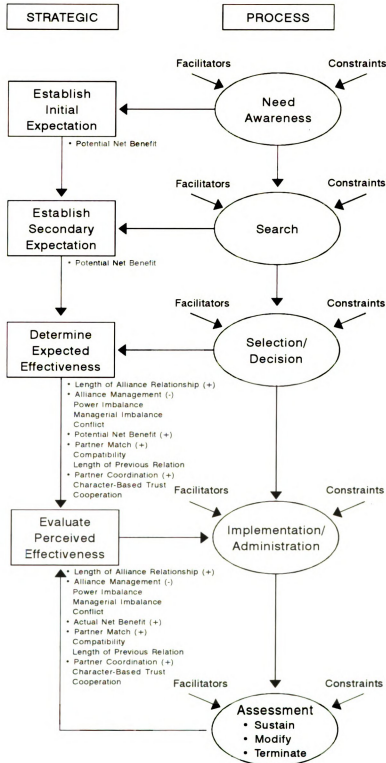 STRATEGIC
PROCESS
Facilitators
Constraints
Establish
Initial
Expectation
Need
Awareness
• Potential Net Benefit
Facilitators
Constraints
Establish
Secondary
Expectation
Search
• Potential Net Benefit
Facilitators
Constraints
Determine
Expected
Effectiveness
Selection/
Decision
• Length of Alliance Relationship (+)
• Alliance Management (-)
Power Imbalance
Managerial Imbalance
Conflict
• Potential Net Benefit (+)
• Partner Match (+)
Compatibility
Length of Previous Relation
• Partner Coordination (+)
Character-Based Trust
Cooperation
Facilitators
Constraints
Evaluate
Perceived
Effectiveness
Implementation/
Administration
• Length of Alliance Relationship (+)
• Alliance Management (-)
Power Imbalance
Managerial Imbalance
Conflict
• Actual Net Benefit (+)
• Partner Match (+)
Compatibility
Length of Previous Relation
• Partner Coordination (+)
Character-Based Trust
Cooperation
Facilitators
Constraints
Assessment
• Sustain
• Modify
• Terminate